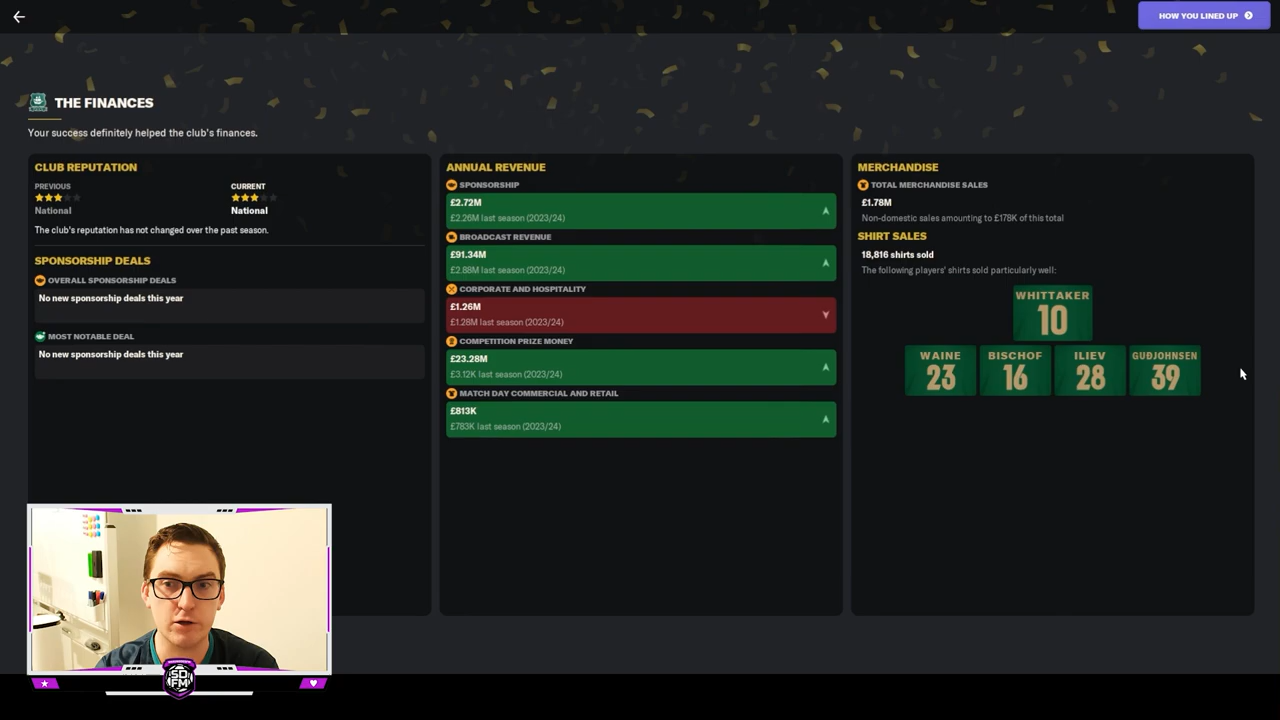 HOW YOU LINED UP
THE FINANCES
Your success definitely helped the club's finances.
CLUB REPUTATION
PREVIOUS
CURRENT
National
National
The club's reputation has not changed over the past season.
SPONSORSHIP DEALS
OVERALL SPONSORSHIP DEALS
No new sponsorship deals this year
MOST NOTABLE DEAL
No new sponsorship deals this year
ANNUAL REVENUE
SPONSORSHIP
£2.72M
£2.26M last season (2023/24)
BROADCAST REVENUE
£91.34M
£2.88M last season (2023/24)
CORPORATE AND HOSPITALITY
£1.26M
£1.28M last season (2023/24)
COMPETITION PRIZE MONEY
£23.28M
£3.12K last season (2023/24)
MATCH DAY COMMERCIAL AND RETAIL
£813K
£783K last season (2023/24)
MERCHANDISE
TOTAL MERCHANDISE SALES
£1.78M
Non-domestic sales amounting to £178K of this total
SHIRT SALES
18,816 shirts sold
The following players' shirts sold particularly well:
WHITTAKER
10
WAINE BISCHOF ILIEV GUÐJOHNSEN
23 16 28 39
SD
FM